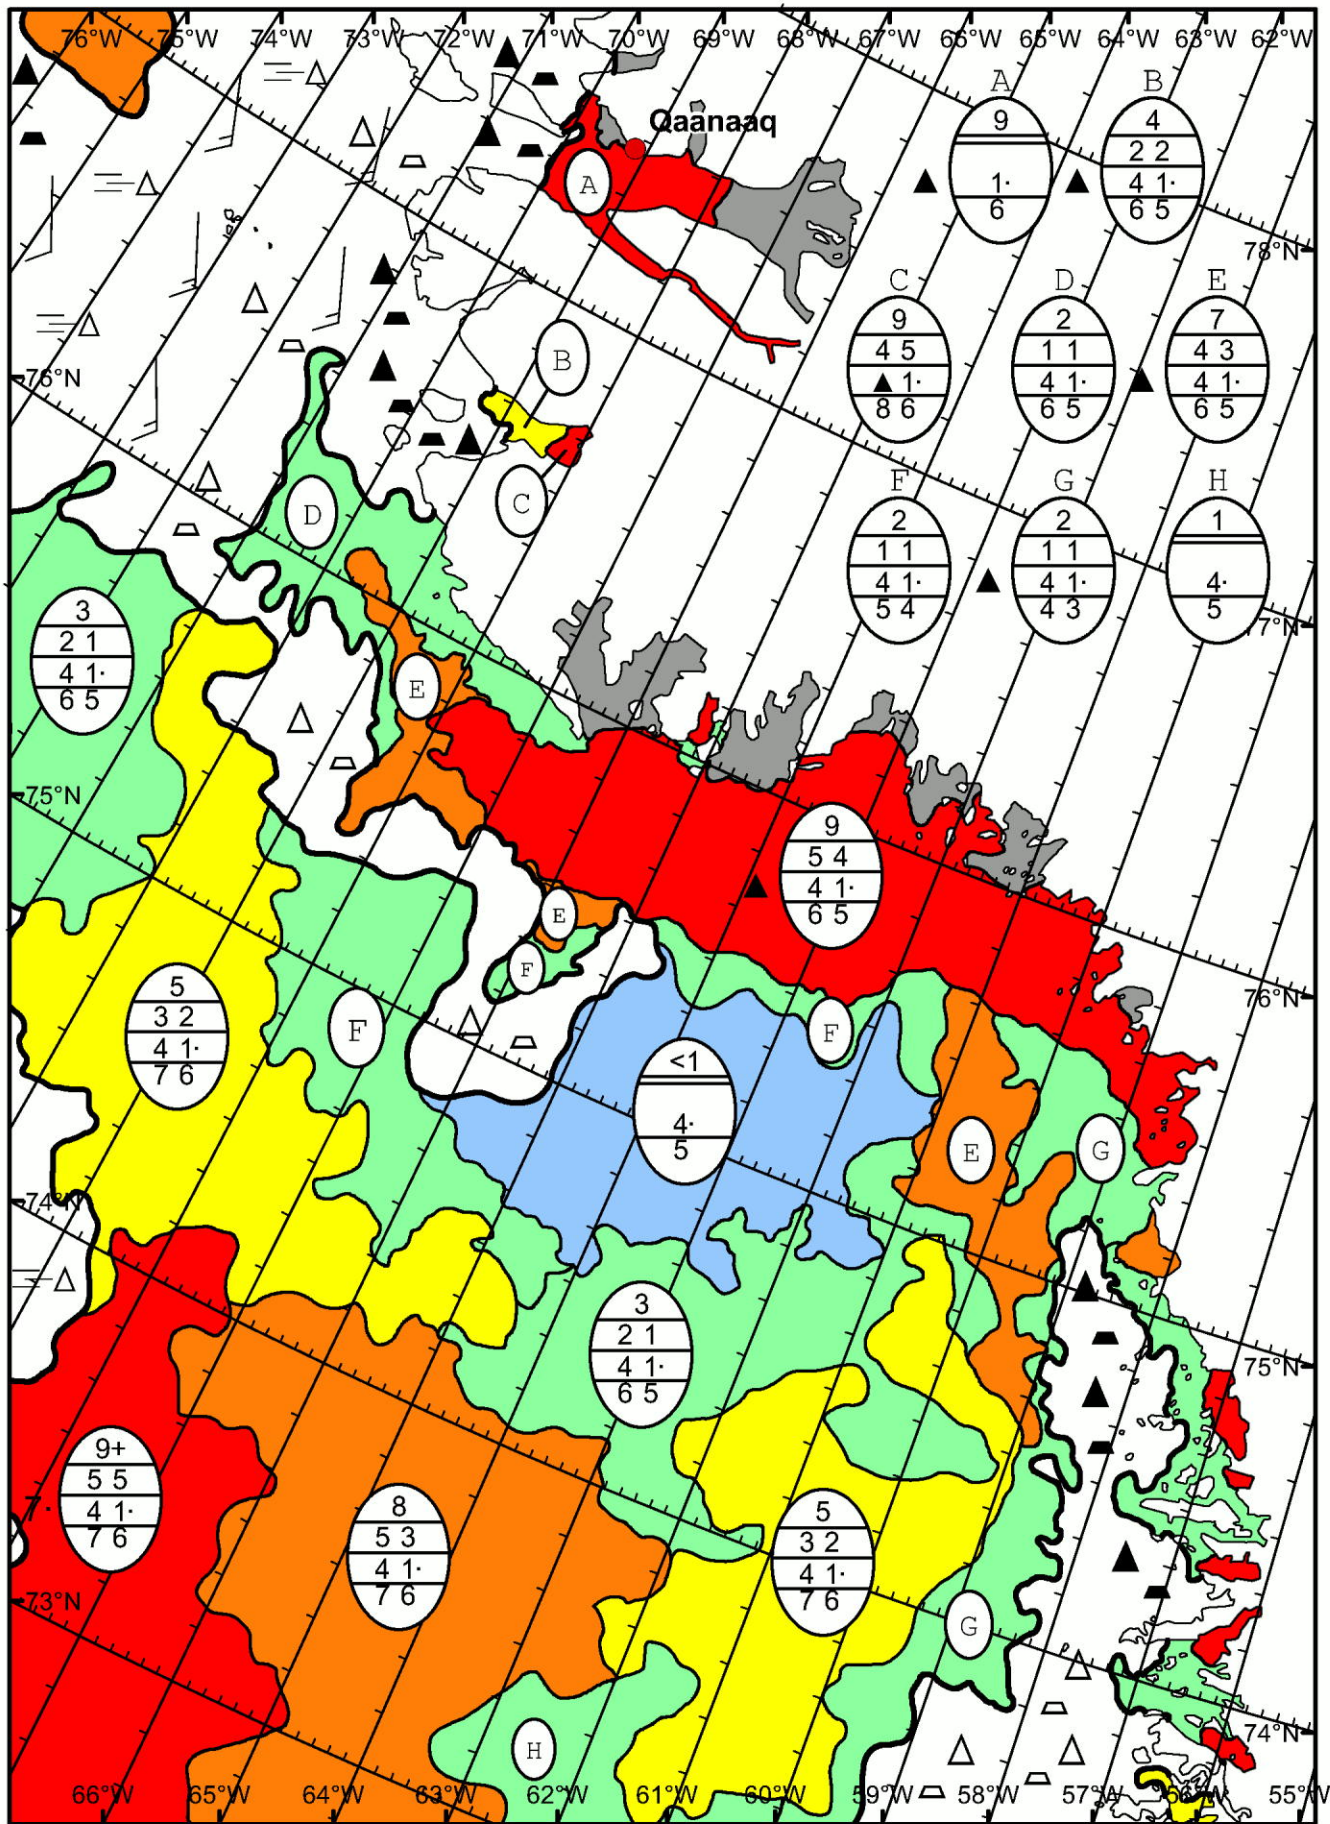 76°W 75°W 74°W 73°W 72°W 71°W 70°W 69°W 68°W 67°W 66°W 65°W 64°W 63°W 62°W
Qaanaaq
A
A
9
1·
6
B
4
2 2
4 1·
6 5
78°N
B
C
C
9
4 5
1·
8 6
D
2
1 1
4 1·
6 5
E
7
4 3
4 1·
6 5
76°N
D
F
2
1 1
4 1·
5 4
G
2
1 1
4 1·
4 3
H
1
4·
5
77°N
3
2 1
4 1·
6 5
E
75°N
9
5 4
4 1·
6 5
E
F
76°N
5
3 2
4 1·
7 6
F
F
<1
4·
5
E
G
74°N
3
2 1
4 1·
6 5
75°N
9+
5 5
7· 4 1·
7 6
8
5 3
4 1·
7 6
5
3 2
4 1·
7 6
73°N
G
H
74°N
66°W 65°W 64°W 63°W 62°W 61°W 60°W 59°W 58°W 57°W 56°W 55°W